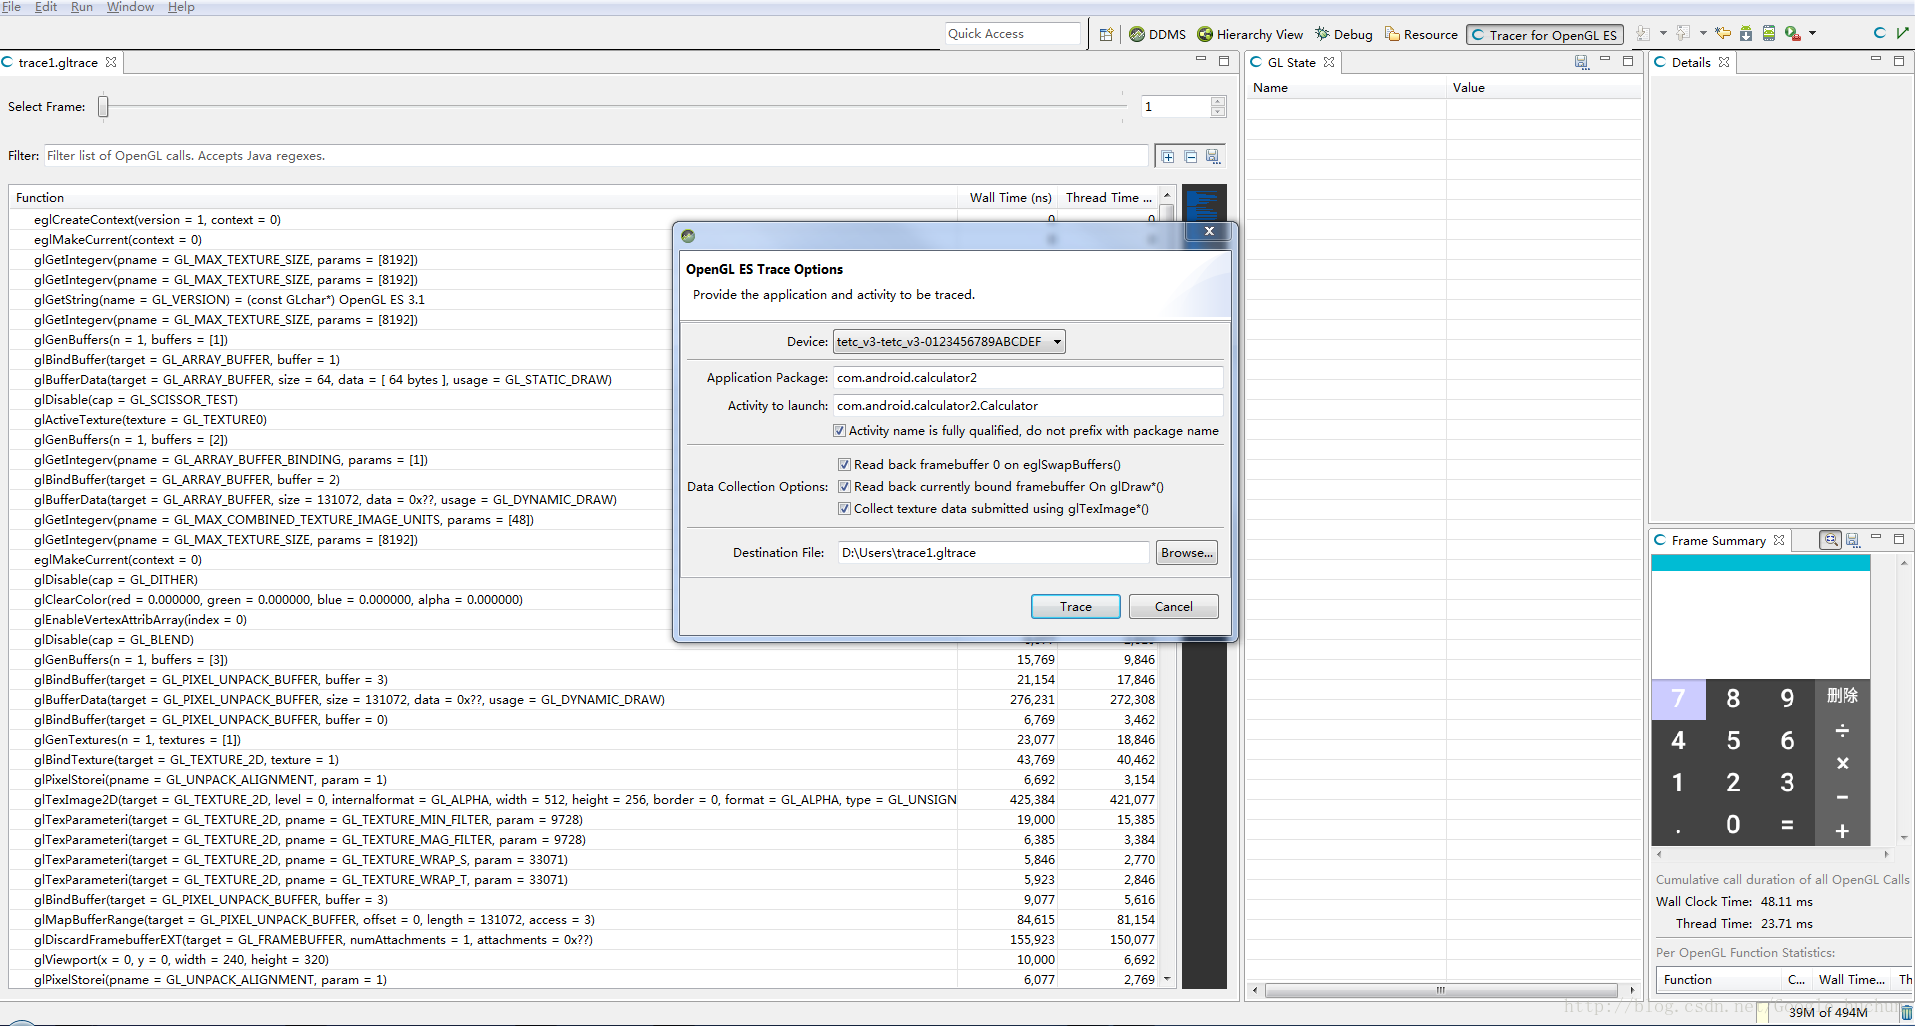 File Edit Run Window Help
Quick Access DDMS Hierarchy View Debug Resource Tracer for OpenGL ES
trace1.gltrace
Select Frame: 1
Filter: Filter list of OpenGL calls. Accepts Java regexes.
Function Wall Time (ns) Thread Time ...
eglCreateContext(version = 1, context = 0) 0 0
eglMakeCurrent(context = 0)
glGetIntegerv(pname = GL_MAX_TEXTURE_SIZE, params = [8192])
glGetIntegerv(pname = GL_MAX_TEXTURE_SIZE, params = [8192])
glGetString(name = GL_VERSION) = (const GLchar*) OpenGL ES 3.1
glGetIntegerv(pname = GL_MAX_TEXTURE_SIZE, params = [8192])
glGenBuffers(n = 1, buffers = [1])
glBindBuffer(target = GL_ARRAY_BUFFER, buffer = 1)
glBufferData(target = GL_ARRAY_BUFFER, size = 64, data = [ 64 bytes ], usage = GL_STATIC_DRAW)
glDisable(cap = GL_SCISSOR_TEST)
glActiveTexture(texture = GL_TEXTURE0)
glGenBuffers(n = 1, buffers = [2])
glGetIntegerv(pname = GL_ARRAY_BUFFER_BINDING, params = [1])
glBindBuffer(target = GL_ARRAY_BUFFER, buffer = 2)
glBufferData(target = GL_ARRAY_BUFFER, size = 131072, data = 0x??, usage = GL_DYNAMIC_DRAW)
glGetIntegerv(pname = GL_MAX_COMBINED_TEXTURE_IMAGE_UNITS, params = [48])
glGetIntegerv(pname = GL_MAX_TEXTURE_SIZE, params = [8192])
eglMakeCurrent(context = 0)
glDisable(cap = GL_DITHER)
glClearColor(red = 0.000000, green = 0.000000, blue = 0.000000, alpha = 0.000000)
glEnableVertexAttribArray(index = 0)
glDisable(cap = GL_BLEND)
glGenBuffers(n = 1, buffers = [3]) 15,769 9,846
glBindBuffer(target = GL_PIXEL_UNPACK_BUFFER, buffer = 3) 21,154 17,846
glBufferData(target = GL_PIXEL_UNPACK_BUFFER, size = 131072, data = 0x??, usage = GL_DYNAMIC_DRAW) 276,231 272,308
glBindBuffer(target = GL_PIXEL_UNPACK_BUFFER, buffer = 0) 6,769 3,462
glGenTextures(n = 1, textures = [1]) 23,077 18,846
glBindTexture(target = GL_TEXTURE_2D, texture = 1) 43,769 40,462
glPixelStorei(pname = GL_UNPACK_ALIGNMENT, param = 1) 6,692 3,154
glTexImage2D(target = GL_TEXTURE_2D, level = 0, internalformat = GL_ALPHA, width = 512, height = 256, border = 0, format = GL_ALPHA, type = GL_UNSIGN 425,384 421,077
glTexParameteri(target = GL_TEXTURE_2D, pname = GL_TEXTURE_MIN_FILTER, param = 9728) 19,000 15,385
glTexParameteri(target = GL_TEXTURE_2D, pname = GL_TEXTURE_MAG_FILTER, param = 9728) 6,385 3,384
glTexParameteri(target = GL_TEXTURE_2D, pname = GL_TEXTURE_WRAP_S, param = 33071) 5,846 2,770
glTexParameteri(target = GL_TEXTURE_2D, pname = GL_TEXTURE_WRAP_T, param = 33071) 5,923 2,846
glBindBuffer(target = GL_PIXEL_UNPACK_BUFFER, buffer = 3) 9,077 5,616
glMapBufferRange(target = GL_PIXEL_UNPACK_BUFFER, offset = 0, length = 131072, access = 3) 84,615 81,154
glDiscardFramebufferEXT(target = GL_FRAMEBUFFER, numAttachments = 1, attachments = 0x??) 155,923 150,077
glViewport(x = 0, y = 0, width = 240, height = 320) 10,000 6,692
glPixelStorei(pname = GL_UNPACK_ALIGNMENT, param = 1) 6,077 2,769
OpenGL ES Trace Options
Provide the application and activity to be traced.
Device: tetc_v3-tetc_v3-0123456789ABCDEF
Application Package: com.android.calculator2
Activity to launch: com.android.calculator2.Calculator
Activity name is fully qualified, do not prefix with package name
Read back framebuffer 0 on eglSwapBuffers()
Data Collection Options: Read back currently bound framebuffer On glDraw*()
Collect texture data submitted using glTexImage*()
Destination File: D:\Users\trace1.gltrace Browse...
Trace Cancel
GL State
Name Value
Details
Frame Summary
7 8 9 删除
4 5 6 ÷
1 2 3 ×
. 0 = − +
Cumulative call duration of all OpenGL Calls
Wall Clock Time: 48.11 ms
Thread Time: 23.71 ms
Per OpenGL Function Statistics:
Function C... Wall Time... Th
39M of 494M